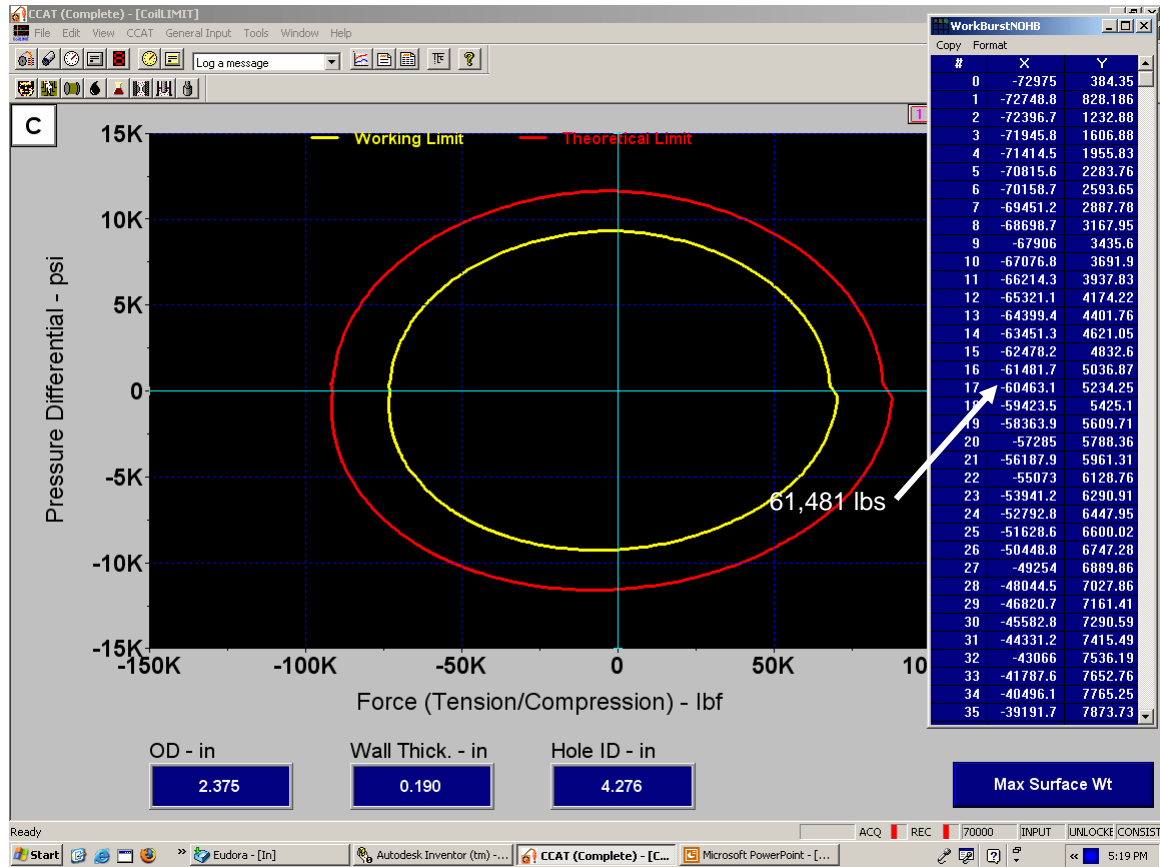 CCAT (Complete) - [CoilLIMIT]
File Edit View CCAT General Input Tools Window Help
Log a message
C
Working Limit Theoretical Limit
1
15K
10K
5K
0
-5K
-10K
-15K
Pressure Differential - psi
-150K -100K -50K 0 50K 10
Force (Tension/Compression) - lbf
61,481 lbs
OD - in Wall Thick. - in Hole ID - in
2.375 0.190 4.276
Max Surface Wt
WorkBurstNOHB
Copy Format
# X Y
0 -72975 384.35
1 -72748.8 828.186
2 -72396.7 1232.88
3 -71945.8 1606.88
4 -71414.5 1955.83
5 -70815.6 2283.76
6 -70158.7 2593.65
7 -69451.2 2887.78
8 -68698.7 3167.95
9 -67906 3435.6
10 -67076.8 3691.9
11 -66214.3 3937.83
12 -65321.1 4174.22
13 -64399.4 4401.76
14 -63451.3 4621.05
15 -62478.2 4832.6
16 -61481.7 5036.87
17 -60463.1 5234.25
18 -59423.5 5425.1
19 -58363.9 5609.71
20 -57285 5788.36
21 -56187.9 5961.31
22 -55073 6128.76
23 -53941.2 6290.91
24 -52792.8 6447.95
25 -51628.6 6600.02
26 -50448.8 6747.28
27 -49254 6889.86
28 -48044.5 7027.86
29 -46820.7 7161.41
30 -45582.8 7290.59
31 -44331.2 7415.49
32 -43066 7536.19
33 -41787.6 7652.76
34 -40496.1 7765.25
35 -39191.7 7873.73
Ready ACQ REC 70000 INPUT UNLOCKE CONSIST
Start » Eudora - [In] Autodesk Inventor (tm) -... CCAT (Complete) - [C... Microsoft PowerPoint - [... « 5:19 PM